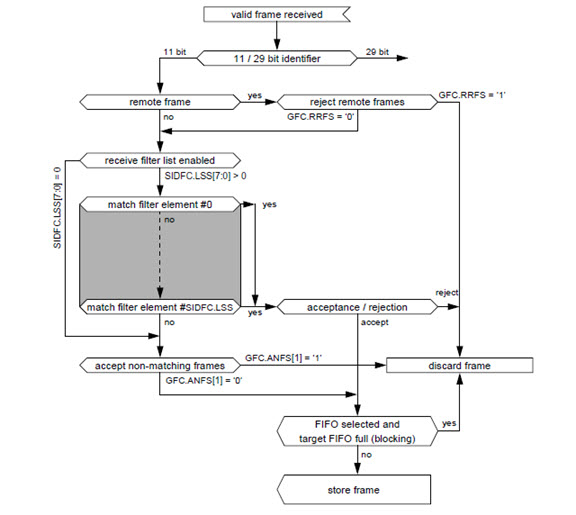 valid frame received
11 bit
11 / 29 bit identifier
29 bit
remote frame
yes
reject remote frames
GFC.RRFS = '1'
no
GFC.RRFS = '0'
receive filter list enabled
SIDFC.LSS[7:0] = 0
SIDFC.LSS[7:0] > 0
match filter element #0
yes
no
match filter element #SIDFC.LSS
yes
acceptance / rejection
reject
no
accept
accept non-matching frames
GFC.ANFS[1] = '1'
discard frame
GFC.ANFS[1] = '0'
FIFO selected and
target FIFO full (blocking)
yes
no
store frame